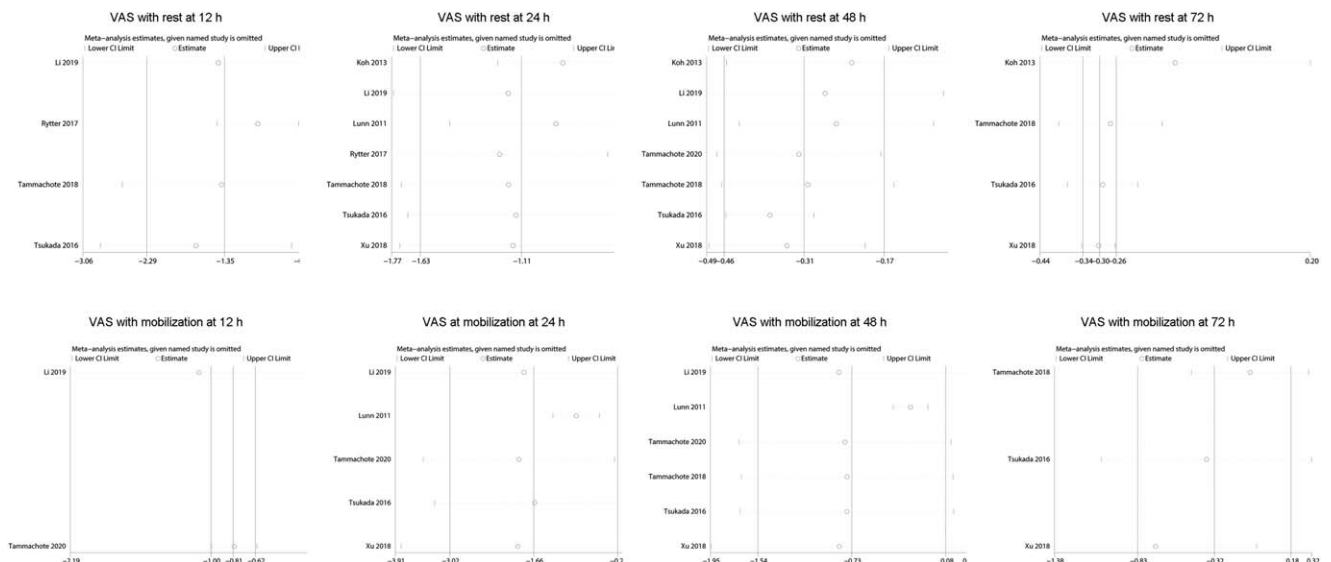 VAS with rest at 12 h
Meta−analysis estimates, given named study is omitted
Lower CI Limit Estimate Upper CI l
Li 2019
Rytter 2017
Tammachote 2018
Tsukada 2016
−3.06 −2.29 −1.35
VAS with rest at 24 h
Meta−analysis estimates, given named study is omitted
Lower CI Limit Estimate Upper CI Limit
Koh 2013
Li 2019
Lunn 2011
Rytter 2017
Tammachote 2018
Tsukada 2016
Xu 2018
−1.77 −1.63 −1.11
VAS with rest at 48 h
Meta−analysis estimates, given named study is omitted
Lower CI Limit Estimate Upper CI Limit
Koh 2013
Li 2019
Lunn 2011
Tammachote 2020
Tammachote 2018
Tsukada 2016
Xu 2018
−0.49 −0.46 −0.31 −0.17
VAS with rest at 72 h
Meta−analysis estimates, given named study is omitted
Lower CI Limit Estimate Upper CI Limit
Koh 2013
Tammachote 2018
Tsukada 2016
Xu 2018
−0.44 −0.34 −0.30 −0.26 0.20
VAS with mobilization at 12 h
Meta−analysis estimates, given named study is omitted
Lower CI Limit Estimate Upper CI Limit
Li 2019
Tammachote 2020
−2.19 −1.00 −0.81 −0.62
VAS at mobilization at 24 h
Meta−analysis estimates, given named study is omitted
Lower CI Limit Estimate Upper CI Limit
Li 2019
Lunn 2011
Tammachote 2020
Tsukada 2016
Xu 2018
−3.91 −3.02 −1.66 −0.2
VAS with mobilization at 48 h
Meta−analysis estimates, given named study is omitted
Lower CI Limit Estimate Upper CI Limit
Li 2019
Lunn 2011
Tammachote 2020
Tammachote 2018
Tsukada 2016
Xu 2018
−1.95 −1.54 −0.73 0.08 0
VAS with mobilization at 72 h
Meta−analysis estimates, given named study is omitted
Lower CI Limit Estimate Upper CI Limit
Tammachote 2018
Tsukada 2016
Xu 2018
−1.38 −0.83 −0.32 0.18 0.32